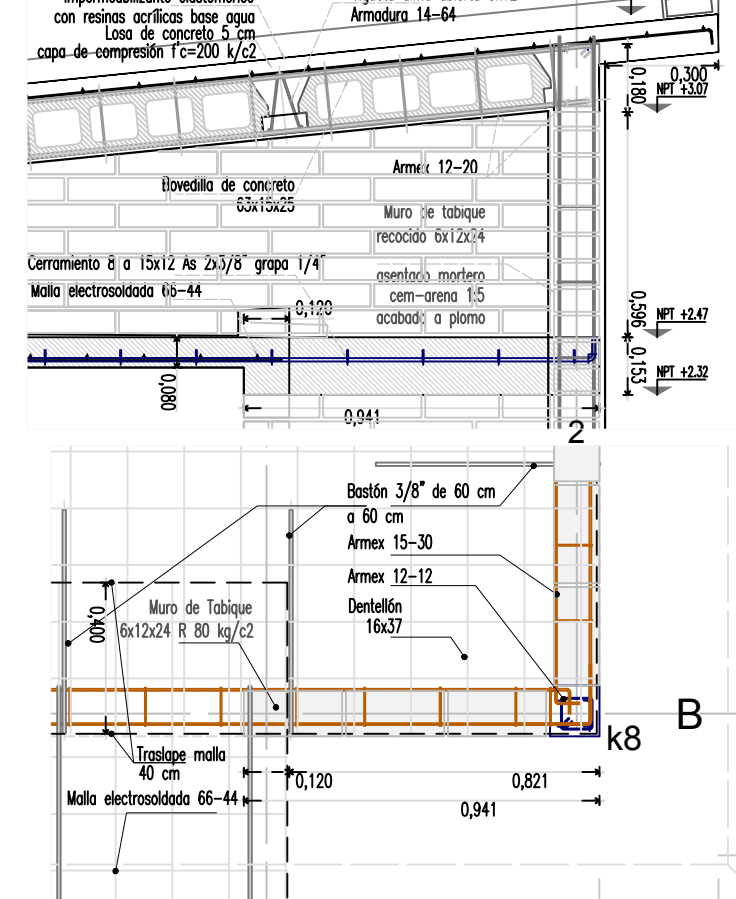 con resinas acrílicas base agua
Losa de concreto 5 cm
capa de compresión f'c=200 k/c2
Armadura 14-64
0,300
0,180
NPT +3.07
Armex 12-20
Bovedilla de concreto
63x15x25
Muro de tabique
recocido 6x12x24
Cerramiento 8 a 15x12 As 2x3/8" grapa 1/4"
asentado mortero
Malla electrosoldada 66-44
cem-arena 1:5
0,120
acabado a plomo
0,596
NPT +2.47
0,153
NPT +2.32
0,080
0,941
2
Bastón 3/8" de 60 cm
a 60 cm
Armex 15-30
Armex 12-12
Dentellón
16x37
Muro de Tabique
6x12x24 R 80 kg/c2
0,400
B
k8
Traslape malla
40 cm
0,120
0,821
Malla electrosoldada 66-44
0,941